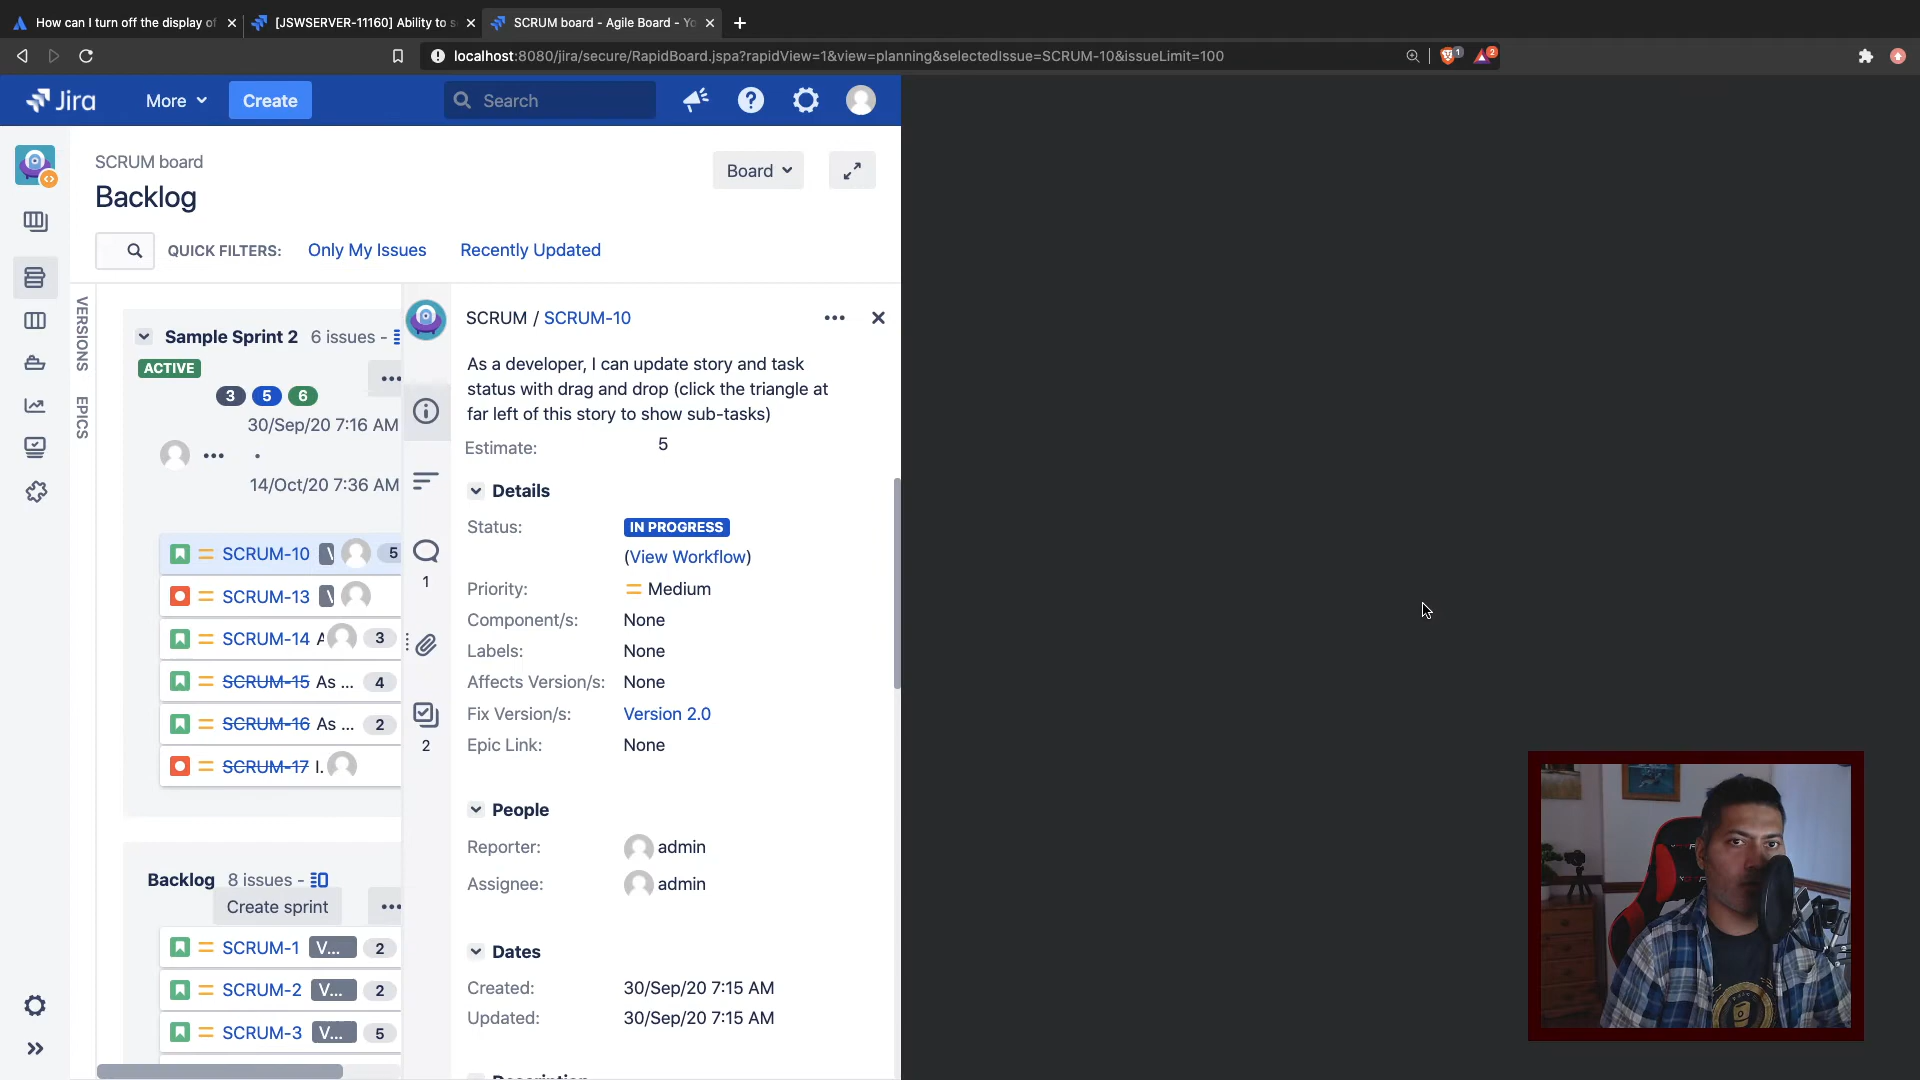 How can I turn off the display of
[JSWSERVER-11160] Ability to s
SCRUM board - Agile Board - Yo
localhost:8080/jira/secure/RapidBoard.jspa?rapidView=1&view=planning&selectedIssue=SCRUM-10&issueLimit=100
1
2
Jira
More
Create
Search
SCRUM board
Backlog
Board
QUICK FILTERS:
Only My Issues
Recently Updated
VERSIONS
EPICS
Sample Sprint 2
6 issues -
ACTIVE
3 5 6
30/Sep/20 7:16 AM
•
14/Oct/20 7:36 AM
SCRUM-10 5
SCRUM-13
SCRUM-14 A 3
SCRUM-15 As ... 4
SCRUM-16 As ... 2
SCRUM-17 I.
Backlog 8 issues -
Create sprint
SCRUM-1 V... 2
SCRUM-2 V... 2
SCRUM-3 V... 5
1
2
SCRUM / SCRUM-10
As a developer, I can update story and task
status with drag and drop (click the triangle at
far left of this story to show sub-tasks)
Estimate: 5
Details
Status: IN PROGRESS
(View Workflow)
Priority: Medium
Component/s: None
Labels: None
Affects Version/s: None
Fix Version/s: Version 2.0
Epic Link: None
People
Reporter: admin
Assignee: admin
Dates
Created: 30/Sep/20 7:15 AM
Updated: 30/Sep/20 7:15 AM
Description